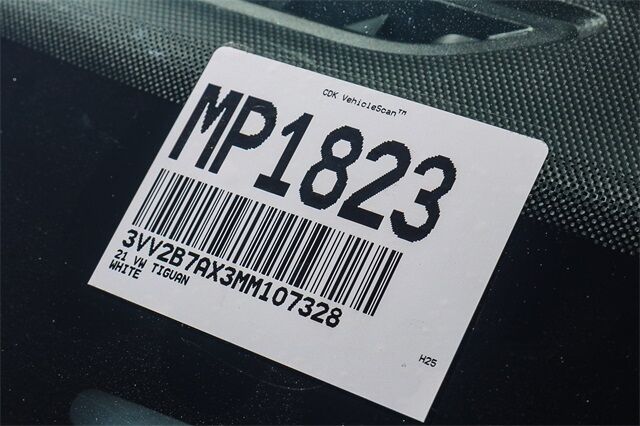 CDK VehicleScan™
MP1823
3VV2B7AX3MM107328
21 VW TIGUAN
WHITE
H25